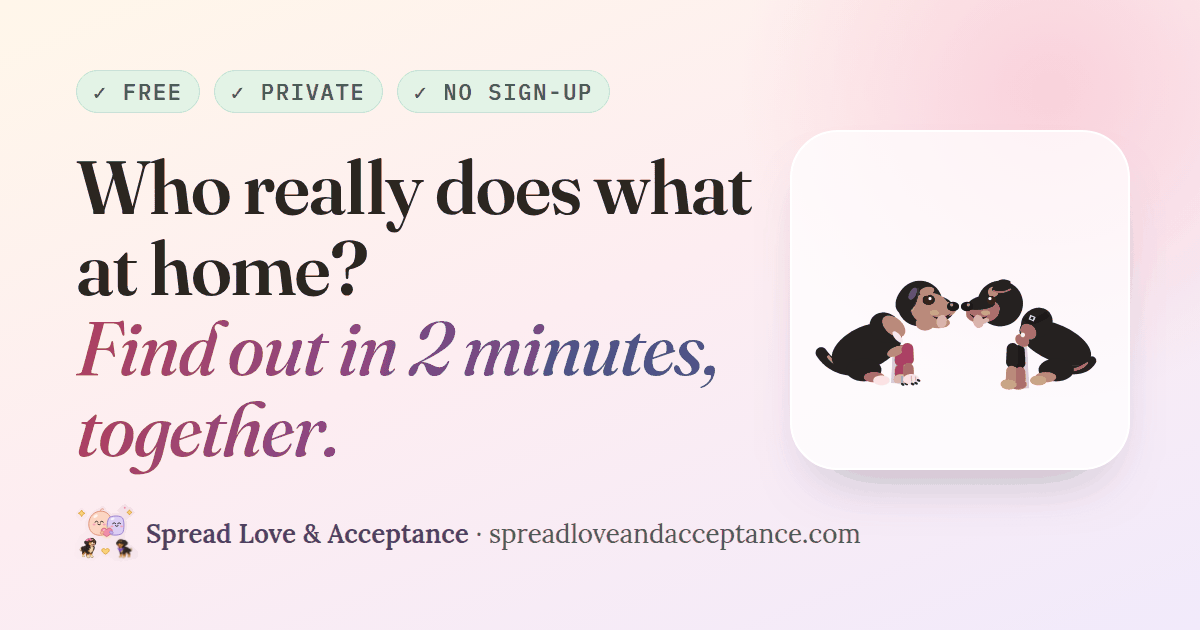 ✓ FREE ✓ PRIVATE ✓ NO SIGN-UP
Who really does what
at home?
Find out in 2 minutes,
together.
Spread Love & Acceptance · spreadloveandacceptance.com